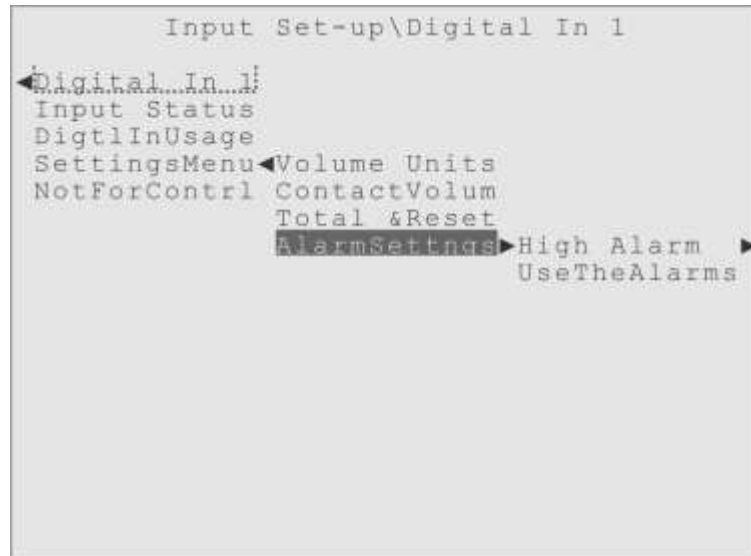 Input Set-up\Digital In 1
Digital In 1
Input Status
DigtlInUsage
SettingsMenu◀Volume Units
NotForContrl ContactVolum
Total &Reset
AlarmSettngs▶High Alarm ▶
UseTheAlarms